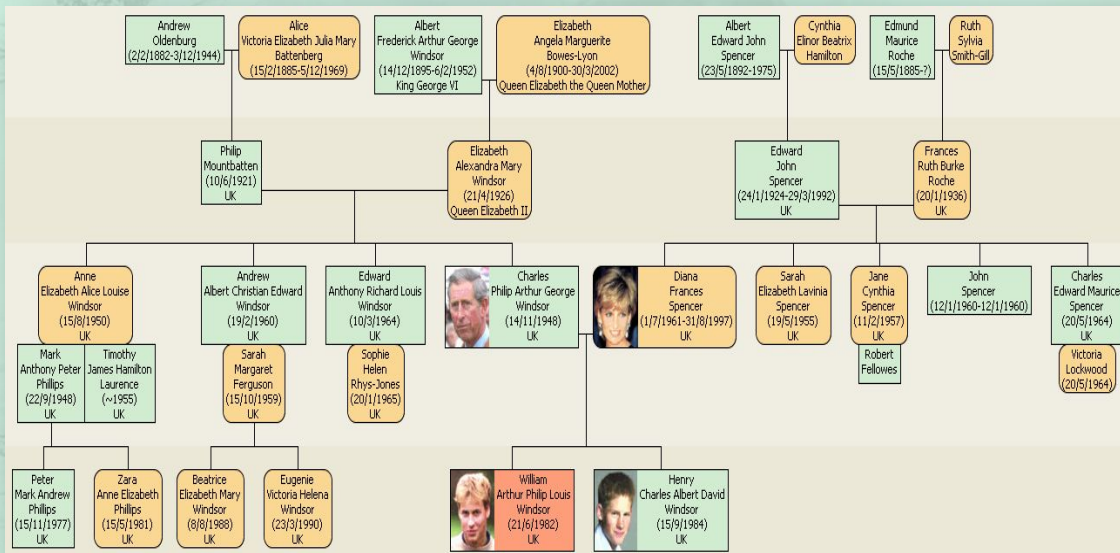 Andrew
Oldenburg
(2/2/1882-3/12/1944)
Alice
Victoria Elizabeth Julia Mary
Battenberg
(15/2/1885-5/12/1969)
Albert
Frederick Arthur George
Windsor
(14/12/1895-6/2/1952)
King George VI
Elizabeth
Angela Marguerite
Bowes-Lyon
(4/8/1900-30/3/2002)
Queen Elizabeth the Queen Mother
Albert
Edward John
Spencer
(23/5/1892-1975)
Cynthia
Elinor Beatrix
Hamilton
Edmund
Maurice
Roche
(15/5/1885-?)
Ruth
Sylvia
Smith-Gill
Philip
Mountbatten
(10/6/1921)
UK
Elizabeth
Alexandra Mary
Windsor
(21/4/1926)
Queen Elizabeth II
Edward
John
Spencer
(24/1/1924-29/3/1992)
UK
Frances
Ruth Burke
Roche
(20/1/1936)
UK
Anne
Elizabeth Alice Louise
Windsor
(15/8/1950)
UK
Andrew
Albert Christian Edward
Windsor
(19/2/1960)
UK
Edward
Anthony Richard Louis
Windsor
(10/3/1964)
UK
Charles
Philip Arthur George
Windsor
(14/11/1948)
UK
Diana
Frances
Spencer
(1/7/1961-31/8/1997)
UK
Sarah
Elizabeth Lavinia
Spencer
(19/5/1955)
UK
Jane
Cynthia
Spencer
(11/2/1957)
UK
John
Spencer
(12/1/1960-12/1/1960)
Charles
Edward Maurice
Spencer
(20/5/1964)
UK
Mark
Anthony Peter
Phillips
(22/9/1948)
UK
Timothy
James Hamilton
Laurence
(~1955)
UK
Sarah
Margaret
Ferguson
(15/10/1959)
UK
Sophie
Helen
Rhys-Jones
(20/1/1965)
UK
Robert
Fellowes
Victoria
Lockwood
(20/5/1964)
Peter
Mark Andrew
Phillips
(15/11/1977)
UK
Zara
Anne Elizabeth
Phillips
(15/5/1981)
UK
Beatrice
Elizabeth Mary
Windsor
(8/8/1988)
UK
Eugenie
Victoria Helena
Windsor
(23/3/1990)
UK
William
Arthur Philip Louis
Windsor
(21/6/1982)
UK
Henry
Charles Albert David
Windsor
(15/9/1984)
UK